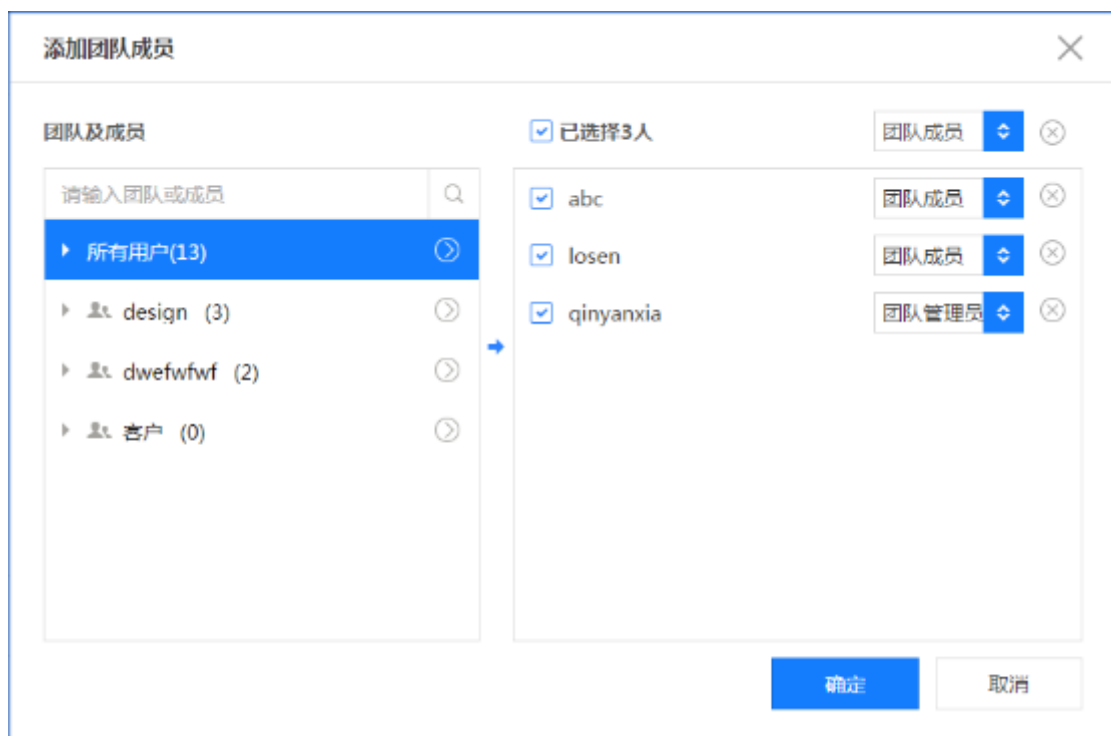 添加团队成员
团队及成员
已选择3人 团队成员
请输入团队或成员
所有用户(13)
design (3)
dwefwfwf (2)
客户 (0)
abc 团队成员
losen 团队成员
qinyanxia 团队管理员
确定 取消